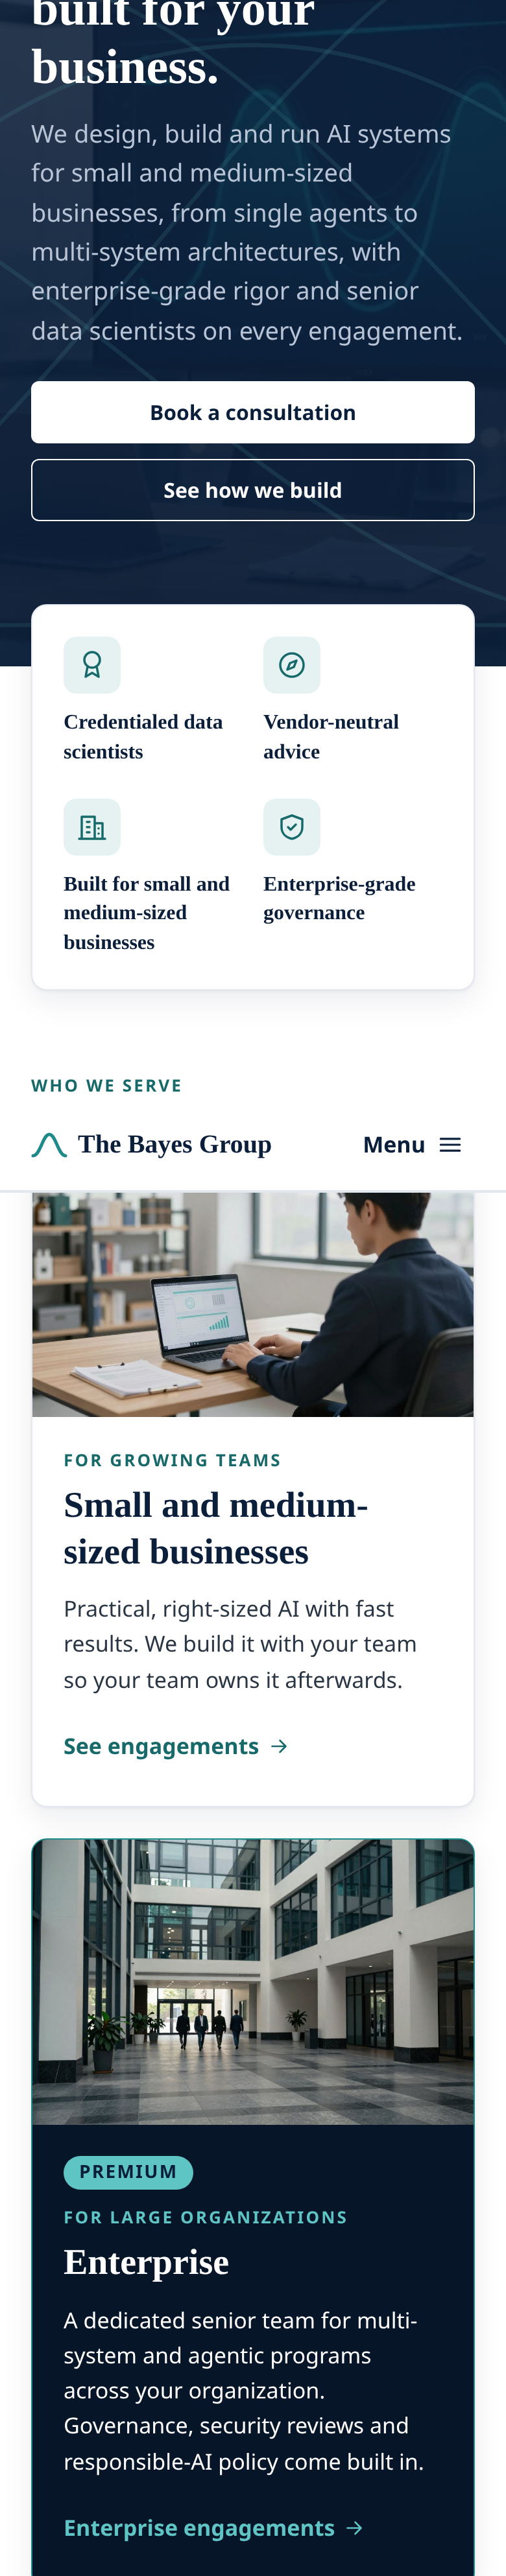 built for your
business.
We design, build and run AI systems
for small and medium-sized
businesses, from single agents to
multi-system architectures, with
enterprise-grade rigor and senior
data scientists on every engagement.
Book a consultation
See how we build
Credentialed data
scientists
Vendor-neutral
advice
Built for small and
medium-sized
businesses
Enterprise-grade
governance
WHO WE SERVE
The Bayes Group
Menu
FOR GROWING TEAMS
Small and medium-
sized businesses
Practical, right-sized AI with fast
results. We build it with your team
so your team owns it afterwards.
See engagements
PREMIUM
FOR LARGE ORGANIZATIONS
Enterprise
A dedicated senior team for multi-
system and agentic programs
across your organization.
Governance, security reviews and
responsible-AI policy come built in.
Enterprise engagements